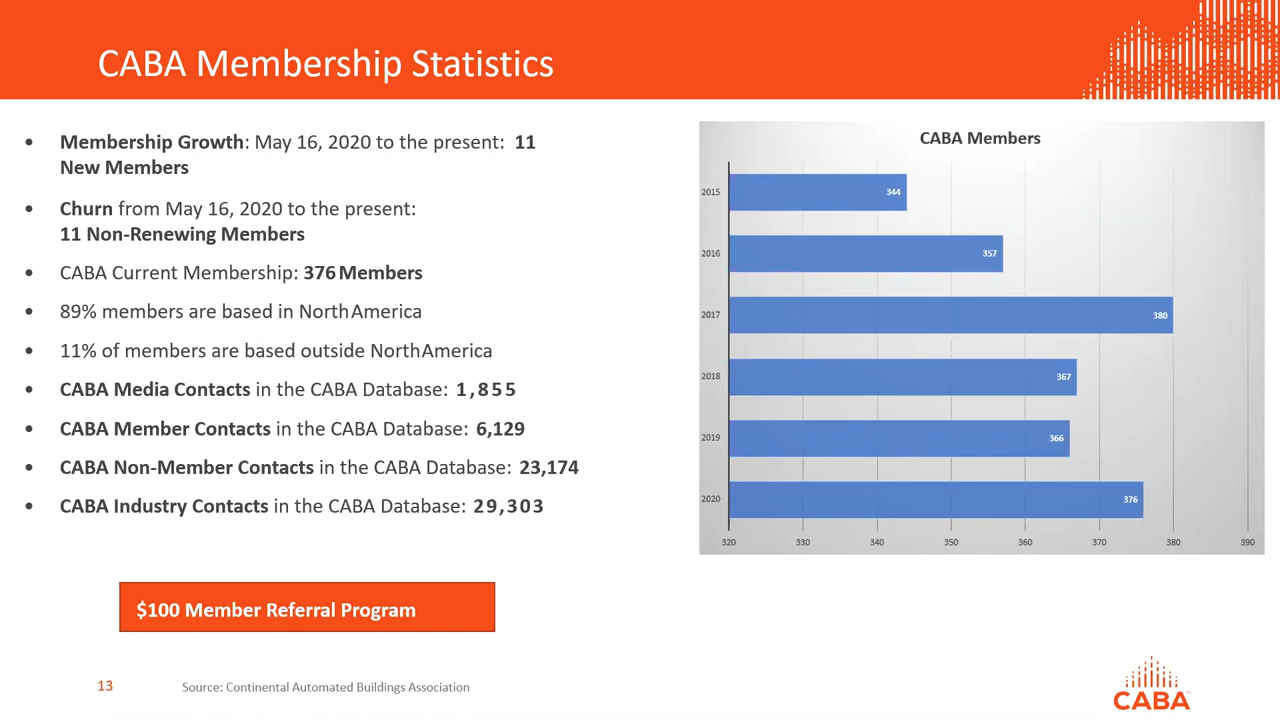 CABA Membership Statistics
• Membership Growth: May 16, 2020 to the present: 11
New Members
• Churn from May 16, 2020 to the present:
11 Non-Renewing Members
• CABA Current Membership: 376 Members
• 89% members are based in North America
• 11% of members are based outside North America
• CABA Media Contacts in the CABA Database: 1,855
• CABA Member Contacts in the CABA Database: 6,129
• CABA Non-Member Contacts in the CABA Database: 23,174
• CABA Industry Contacts in the CABA Database: 29,303
$100 Member Referral Program
CABA Members
2015 344
2016 357
2017 380
2018 367
2019 366
2020 376
320 330 340 350 360 370 380 390
13 Source: Continental Automated Buildings Association
CABA